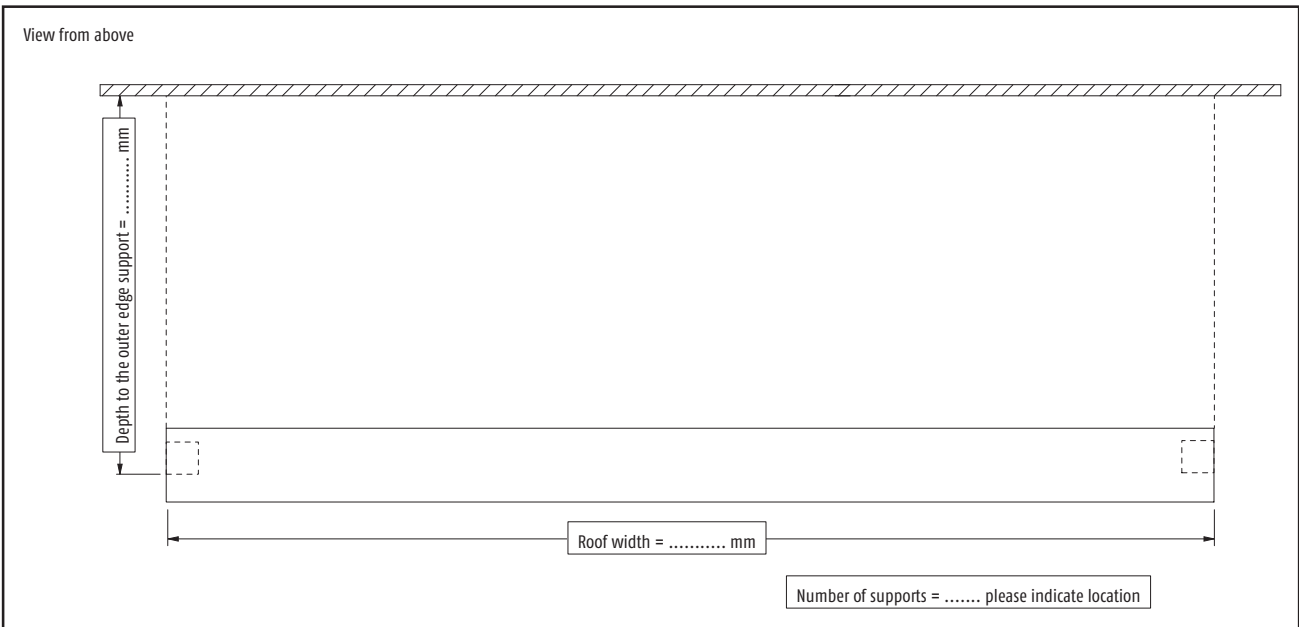 View from above
Depth to the outer edge support = ........... mm
Roof width = ........... mm
Number of supports = ....... please indicate location